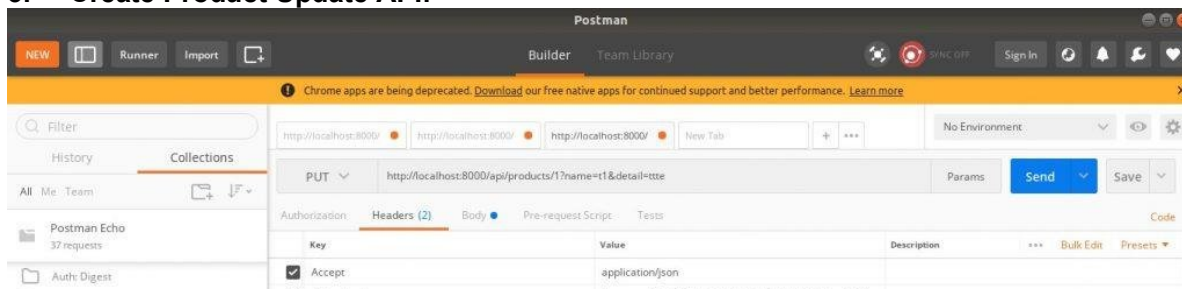 Postman
NEW Runner Import Builder Team Library SYNC OFF Sign In
Chrome apps are being deprecated. Download our free native apps for continued support and better performance. Learn more
Filter
http://localhost:8000/ http://localhost:8000/ http://localhost:8000/ New Tab + ••• No Environment
History Collections
PUT http://localhost:8000/api/products/1?name=t1&detail=ttte Params Send Save
All Me Team
Authorization Headers (2) Body Pre-request Script Tests Code
Postman Echo
37 requests
Key Value Description ••• Bulk Edit Presets
Auth: Digest
Accept application/json